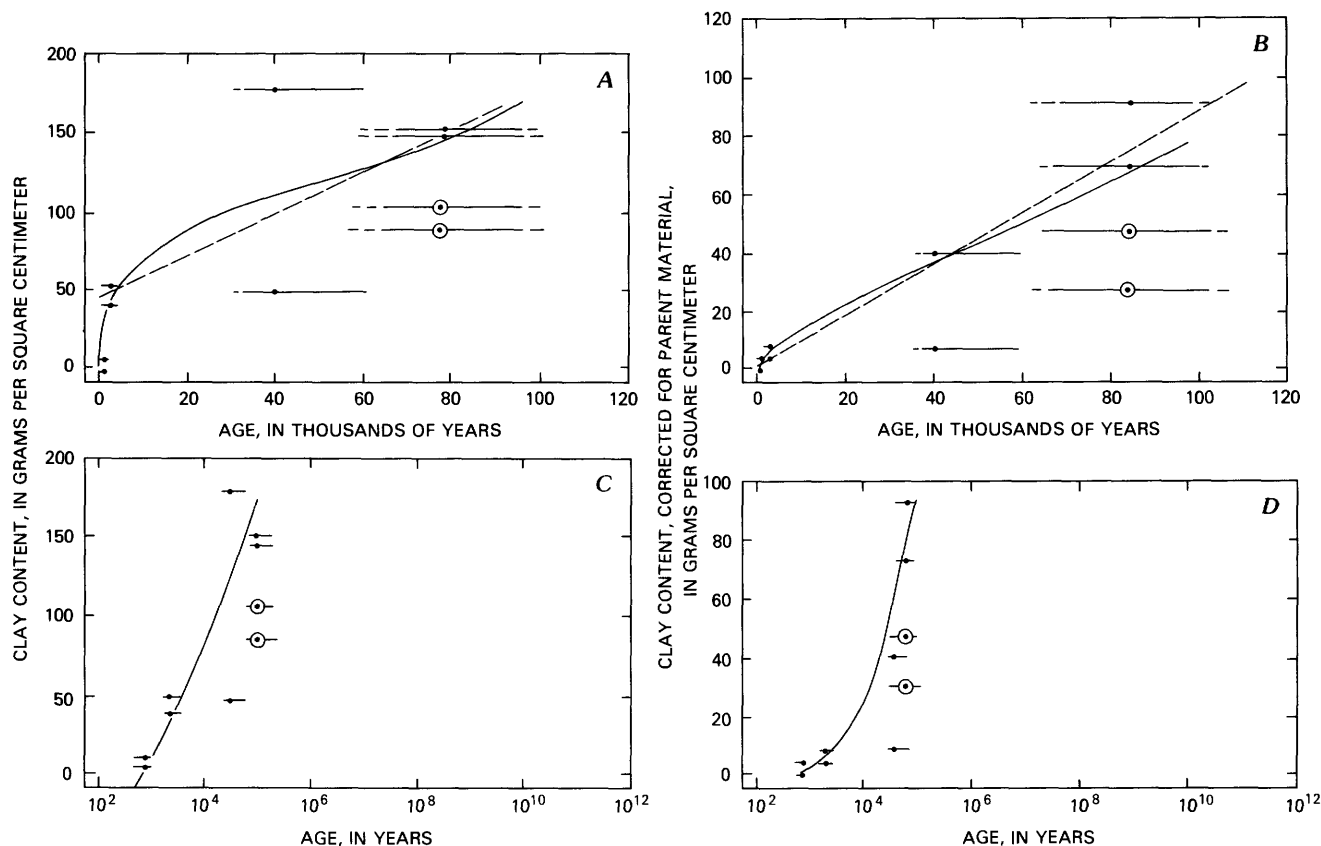 CLAY CONTENT, IN GRAMS PER SQUARE CENTIMETER
A
200
150
100
50
0
0 20 40 60 80 100 120
AGE, IN THOUSANDS OF YEARS
CLAY CONTENT, CORRECTED FOR PARENT MATERIAL,
IN GRAMS PER SQUARE CENTIMETER
B
120
100
80
60
40
20
0
0 20 40 60 80 100 120
AGE, IN THOUSANDS OF YEARS
C
200
150
100
50
0
10² 10⁴ 10⁶ 10⁸ 10¹⁰ 10¹²
AGE, IN YEARS
D
100
80
60
40
20
0
10² 10⁴ 10⁶ 10⁸ 10¹⁰ 10¹²
AGE, IN YEARS